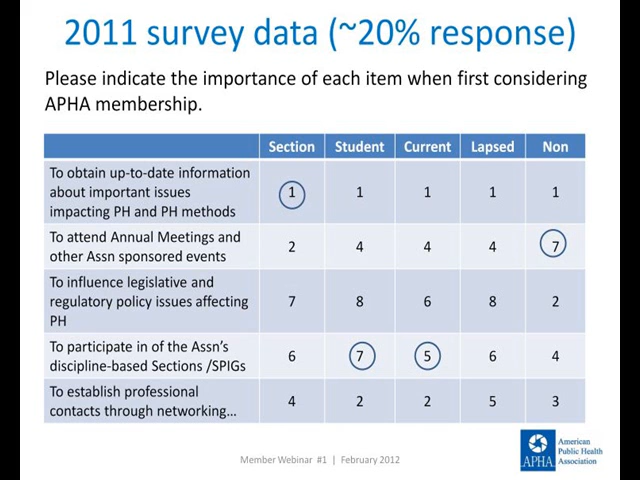 2011 survey data (~20% response)
Please indicate the importance of each item when first considering
APHA membership.
Section Student Current Lapsed Non
To obtain up-to-date information
about important issues
impacting PH and PH methods
1 1 1 1 1
To attend Annual Meetings and
other Assn sponsored events
2 4 4 4 7
To influence legislative and
regulatory policy issues affecting
PH
7 8 6 8 2
To participate in of the Assn's
discipline-based Sections /SPIGs
6 7 5 6 4
To establish professional
contacts through networking…
4 2 2 5 3
Member Webinar #1 | February 2012
APHA
American
Public Health
Association